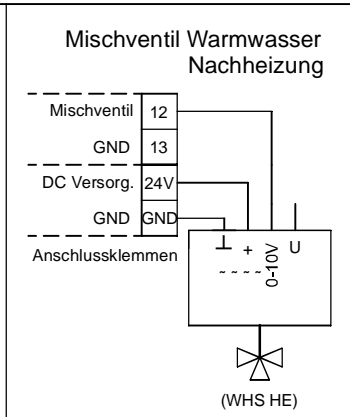 Mischventil Warmwasser
Nachheizung
Mischventil 12
GND 13
DC Versorg. 24V
GND GND
Anschlussklemmen
⊥ + 0-10V U
~ ~ ~ ~
(WHS HE)